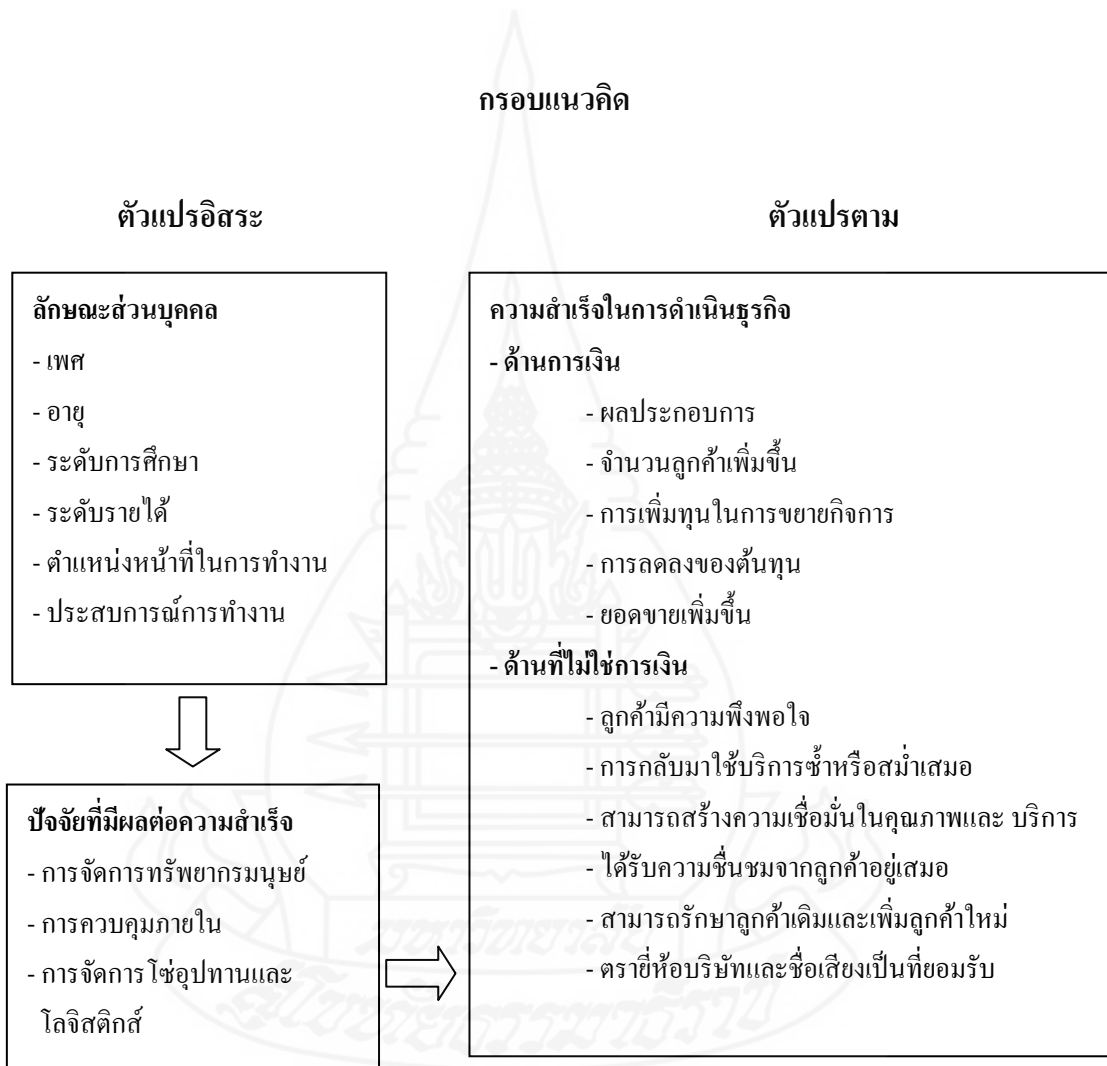 กรอบแนวคิด
ตัวแปรอิสระ
ตัวแปรตาม
ลักษณะส่วนบุคคล
- เพศ
- อายุ
- ระดับการศึกษา
- ระดับรายได้
- ตำแหน่งหน้าที่ในการทำงาน
- ประสบการณ์การทำงาน
ปัจจัยที่มีผลต่อความสำเร็จ
- การจัดการทรัพยากรมนุษย์
- การควบคุมภายใน
- การจัดการโซ่อุปทานและ
โลจิสติกส์
ความสำเร็จในการดำเนินธุรกิจ
- ด้านการเงิน
- ผลประกอบการ
- จำนวนลูกค้าเพิ่มขึ้น
- การเพิ่มทุนในการขยายกิจการ
- การลดลงของต้นทุน
- ยอดขายเพิ่มขึ้น
- ด้านที่ไม่ใช่การเงิน
- ลูกค้ามีความพึงพอใจ
- การกลับมาใช้บริการซ้ำหรือสม่ำเสมอ
- สามารถสร้างความเชื่อมั่นในคุณภาพและ บริการ
- ได้รับความชื่นชมจากลูกค้าอยู่เสมอ
- สามารถรักษาลูกค้าเดิมและเพิ่มลูกค้าใหม่
- ตรายี่ห้อบริษัทและชื่อเสียงเป็นที่ยอมรับ
มหาวิทยาลัย
สุโขทัยธรรมาธิราช